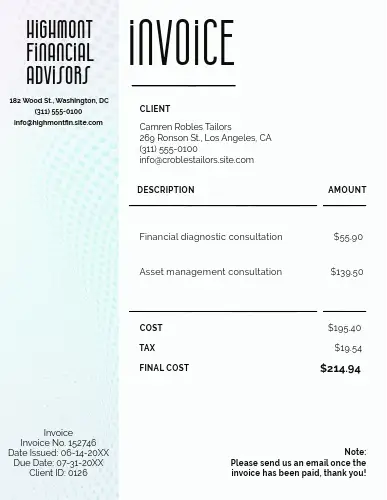 HiGHMONT
FiNANCiAL
ADViSORS
182 Wood St., Washington, DC
(311) 555-0100
info@highmontfin.site.com
iNVOiCE
CLIENT
Camren Robles Tailors
269 Ronson St., Los Angeles, CA
(311) 555-0100
info@croblestailors.site.com
DESCRIPTION AMOUNT
Financial diagnostic consultation $55.90
Asset management consultation $139.50
COST $195.40
TAX $19.54
FINAL COST $214.94
Invoice
Invoice No. 152746
Date Issued: 06-14-20XX
Due Date: 07-31-20XX
Client ID: 0126
Note:
Please send us an email once the
invoice has been paid, thank you!